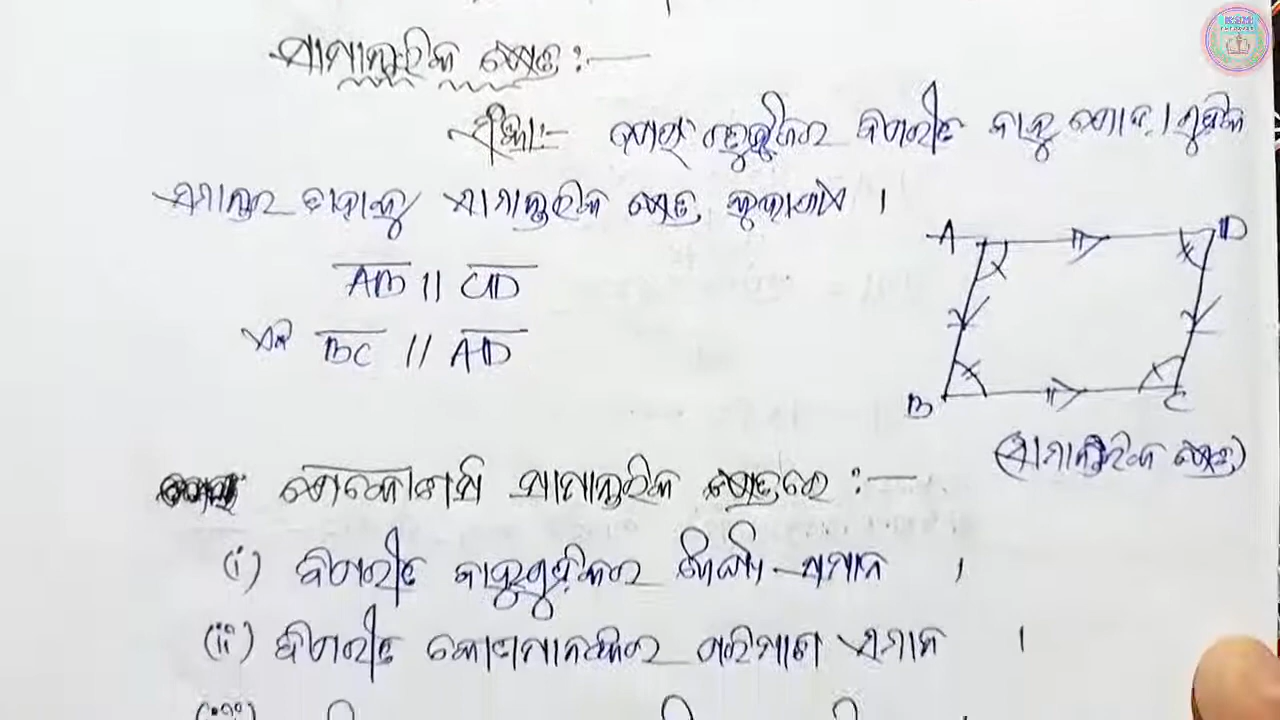 ସାମାନ୍ତରିକ କ୍ଷେତ୍ର :—
ସଂଜ୍ଞା:- ଯେଉଁ ଚତୁର୍ଭୁଜର ବିପରୀତ ବାହୁ ଯୋଡ଼ା ଗୁଡ଼ିକ
ସମାନ୍ତର ତାହାକୁ ସାମାନ୍ତରିକ କ୍ଷେତ୍ର କୁହାଯାଏ ।
AB || CD
ଏବଂ BC // AD
A D
B C
(ସାମାନ୍ତରିକ କ୍ଷେତ୍ର)
ଯେକୌଣସି ସାମାନ୍ତରିକ କ୍ଷେତ୍ରରେ :—
(i) ବିପରୀତ ବାହୁଗୁଡ଼ିକର ଦୈର୍ଘ୍ୟ ସମାନ ।
(ii) ବିପରୀତ କୋଣମାନଙ୍କର ପରିମାଣ ସମାନ ।
(iii)